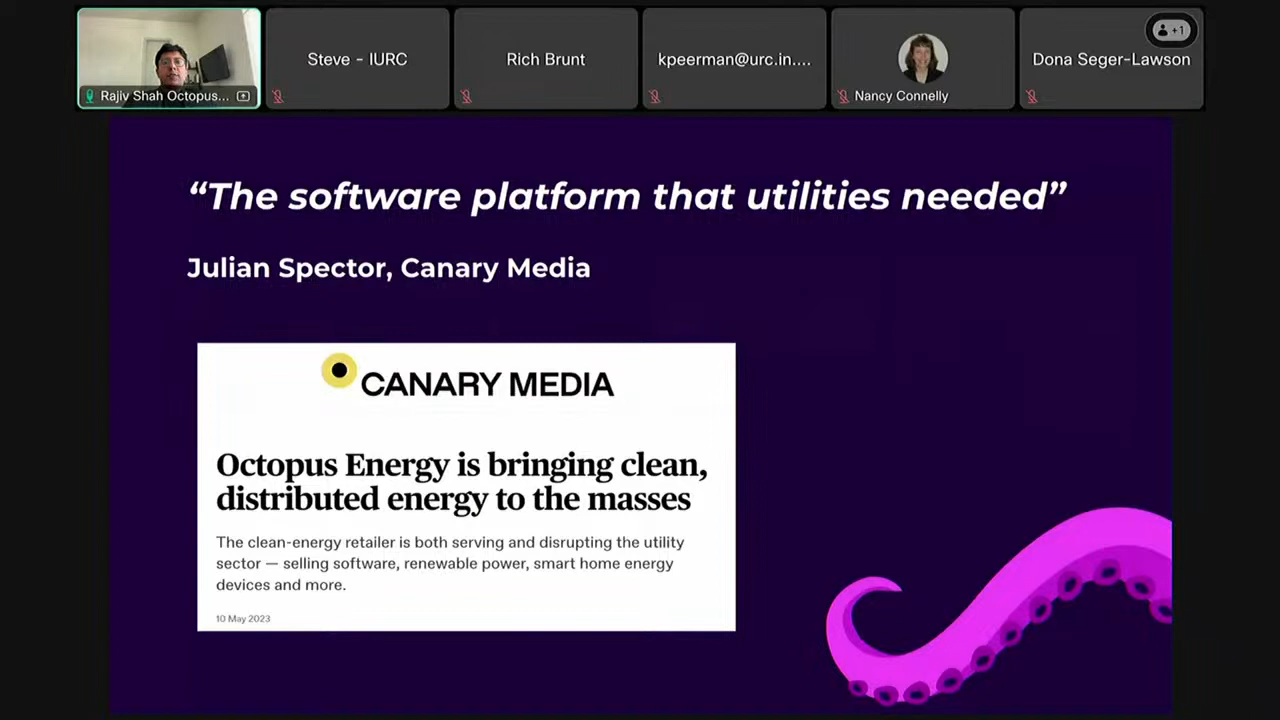 Rajiv Shah Octopus...
Steve - IURC
Rich Brunt
kpeerman@urc.in....
Nancy Connelly
Dona Seger-Lawson
+1
“The software platform that utilities needed”
Julian Spector, Canary Media
CANARY MEDIA
Octopus Energy is bringing clean,
distributed energy to the masses
The clean-energy retailer is both serving and disrupting the utility
sector — selling software, renewable power, smart home energy
devices and more.
10 May 2023